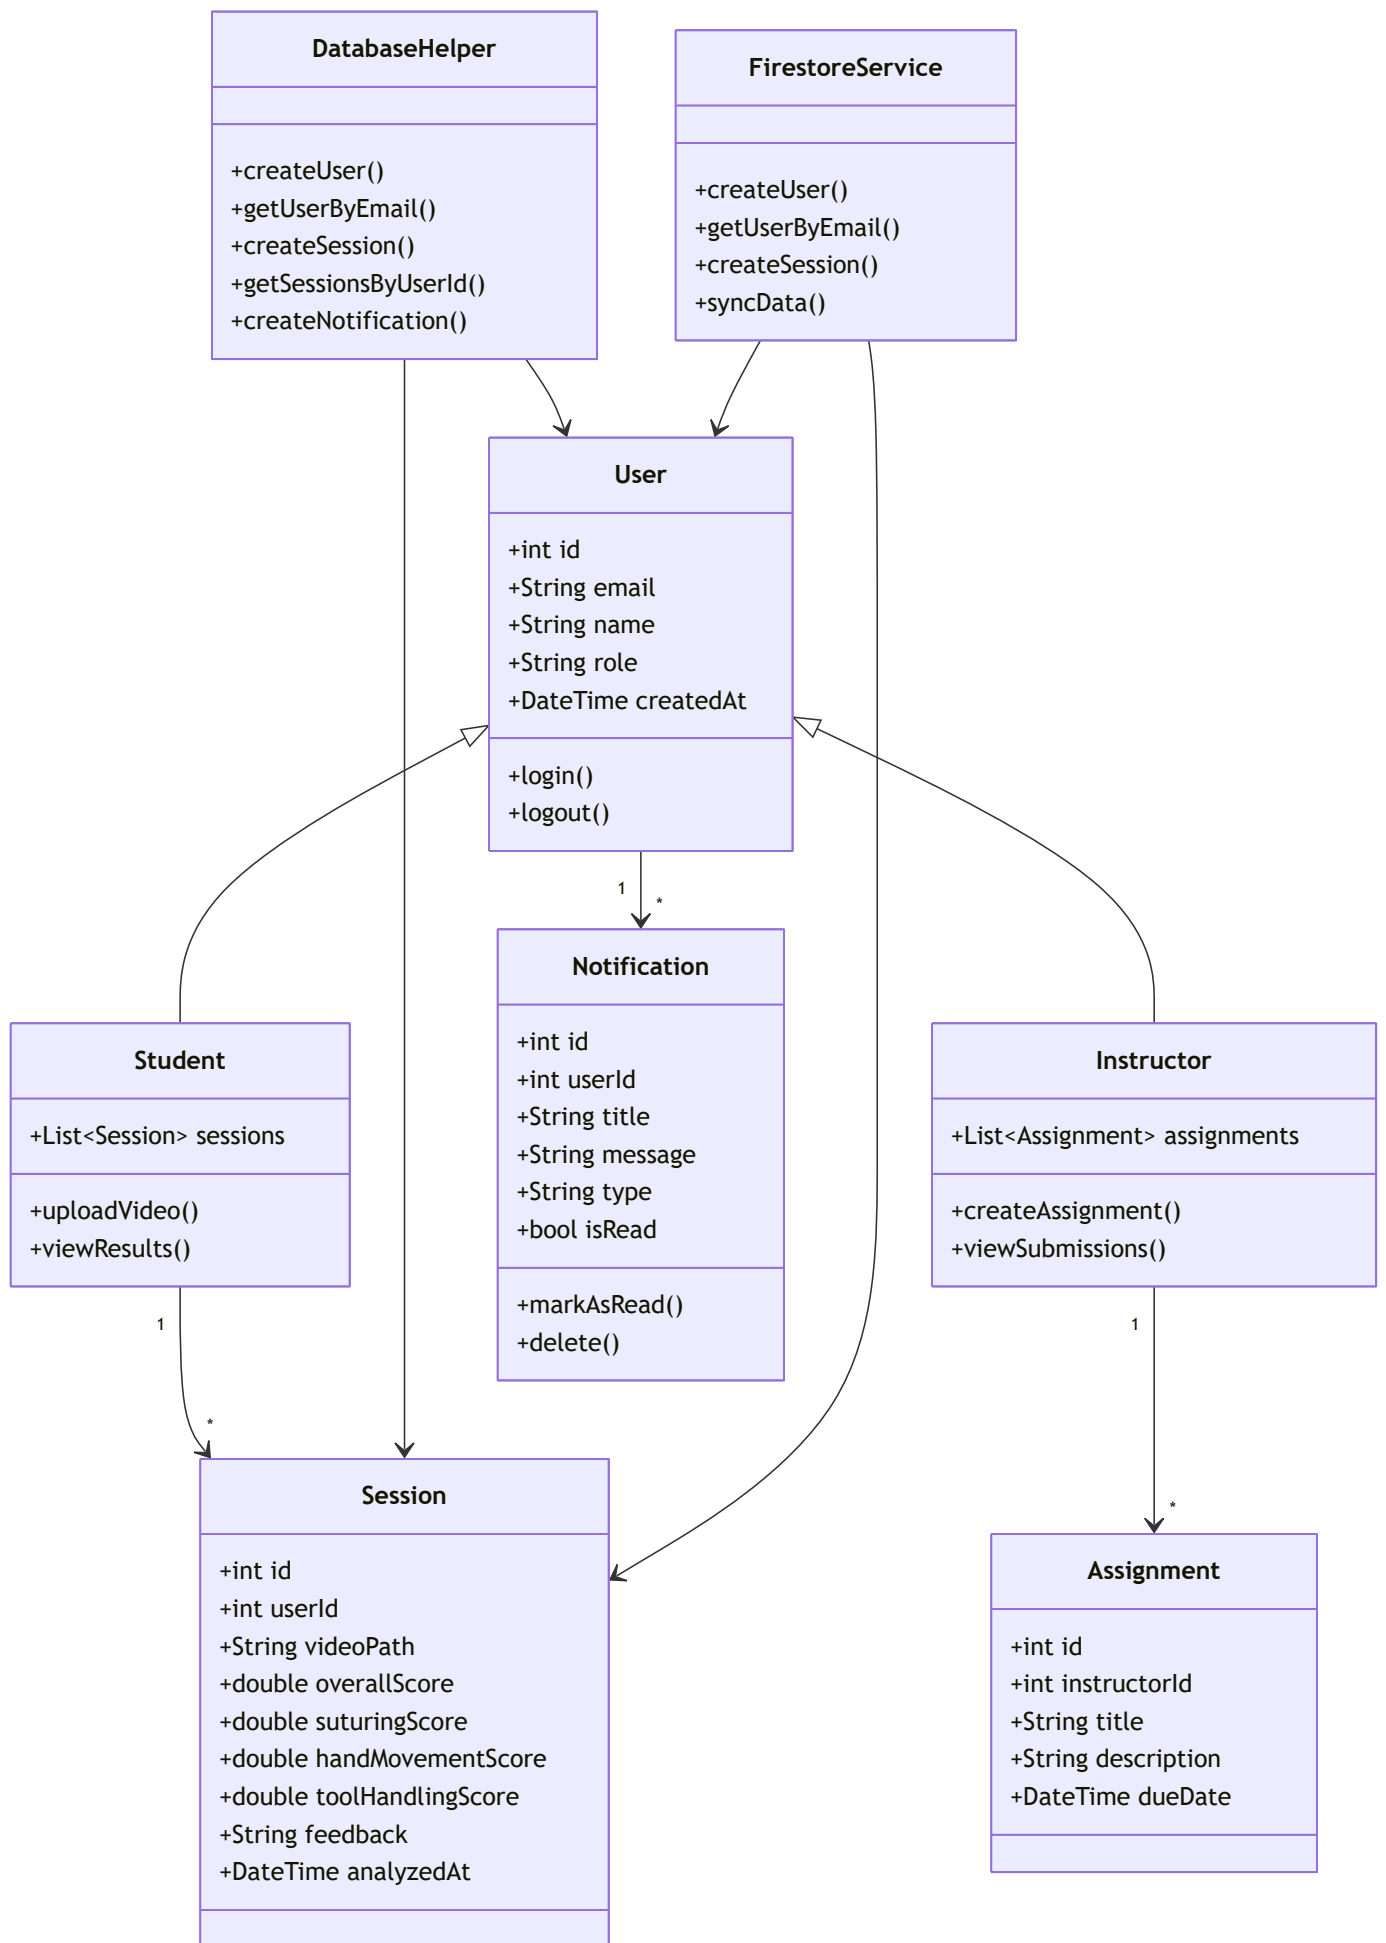 DatabaseHelper
+createUser()
+getUserByEmail()
+createSession()
+getSessionsByUserId()
+createNotification()
FirestoreService
+createUser()
+getUserByEmail()
+createSession()
+syncData()
User
+int id
+String email
+String name
+String role
+DateTime createdAt
+login()
+logout()
1
*
Notification
+int id
+int userId
+String title
+String message
+String type
+bool isRead
+markAsRead()
+delete()
Student
+List<Session> sessions
+uploadVideo()
+viewResults()
1
*
Instructor
+List<Assignment> assignments
+createAssignment()
+viewSubmissions()
1
*
Session
+int id
+int userId
+String videoPath
+double overallScore
+double suturingScore
+double handMovementScore
+double toolHandlingScore
+String feedback
+DateTime analyzedAt
Assignment
+int id
+int instructorId
+String title
+String description
+DateTime dueDate